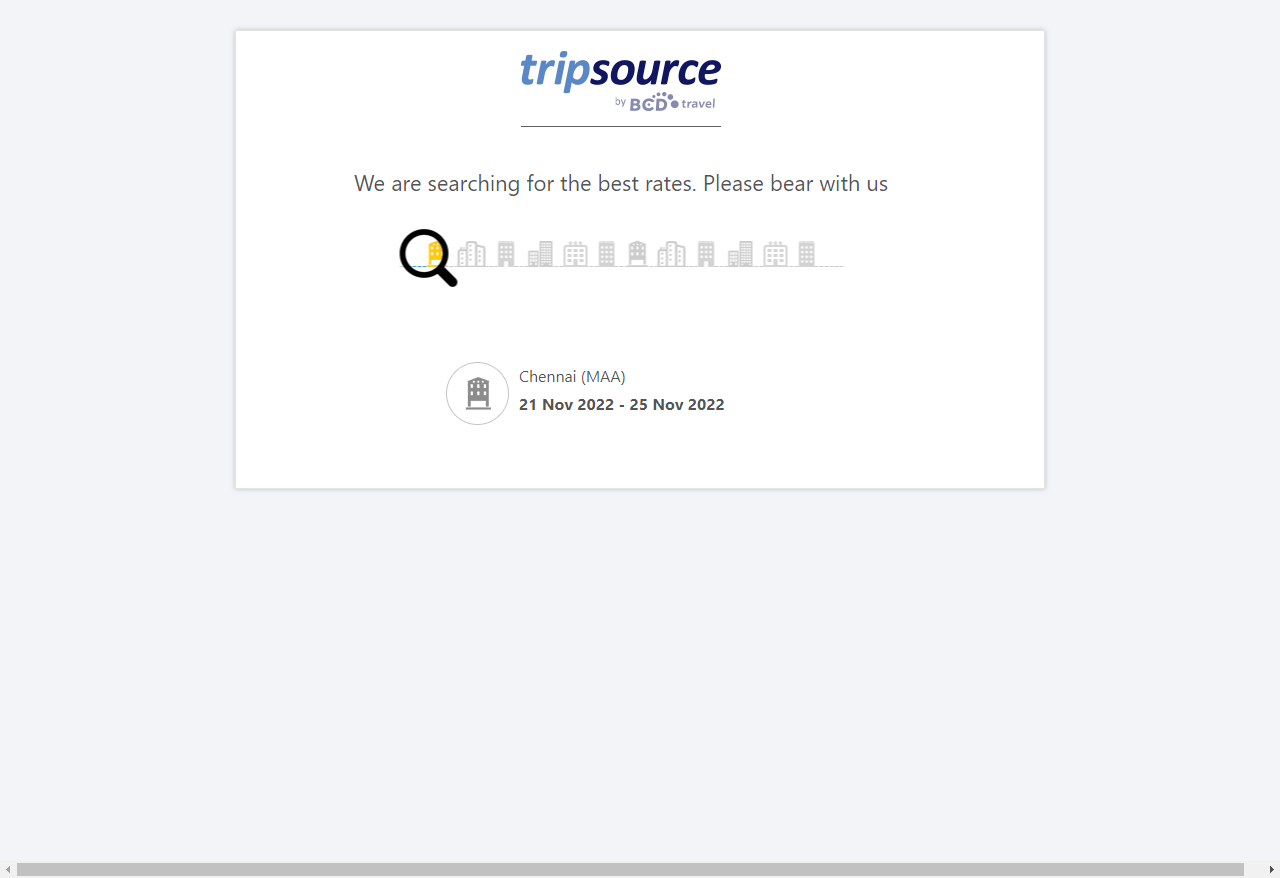 tripsource
by BCD travel
We are searching for the best rates. Please bear with us
Chennai (MAA)
21 Nov 2022 - 25 Nov 2022